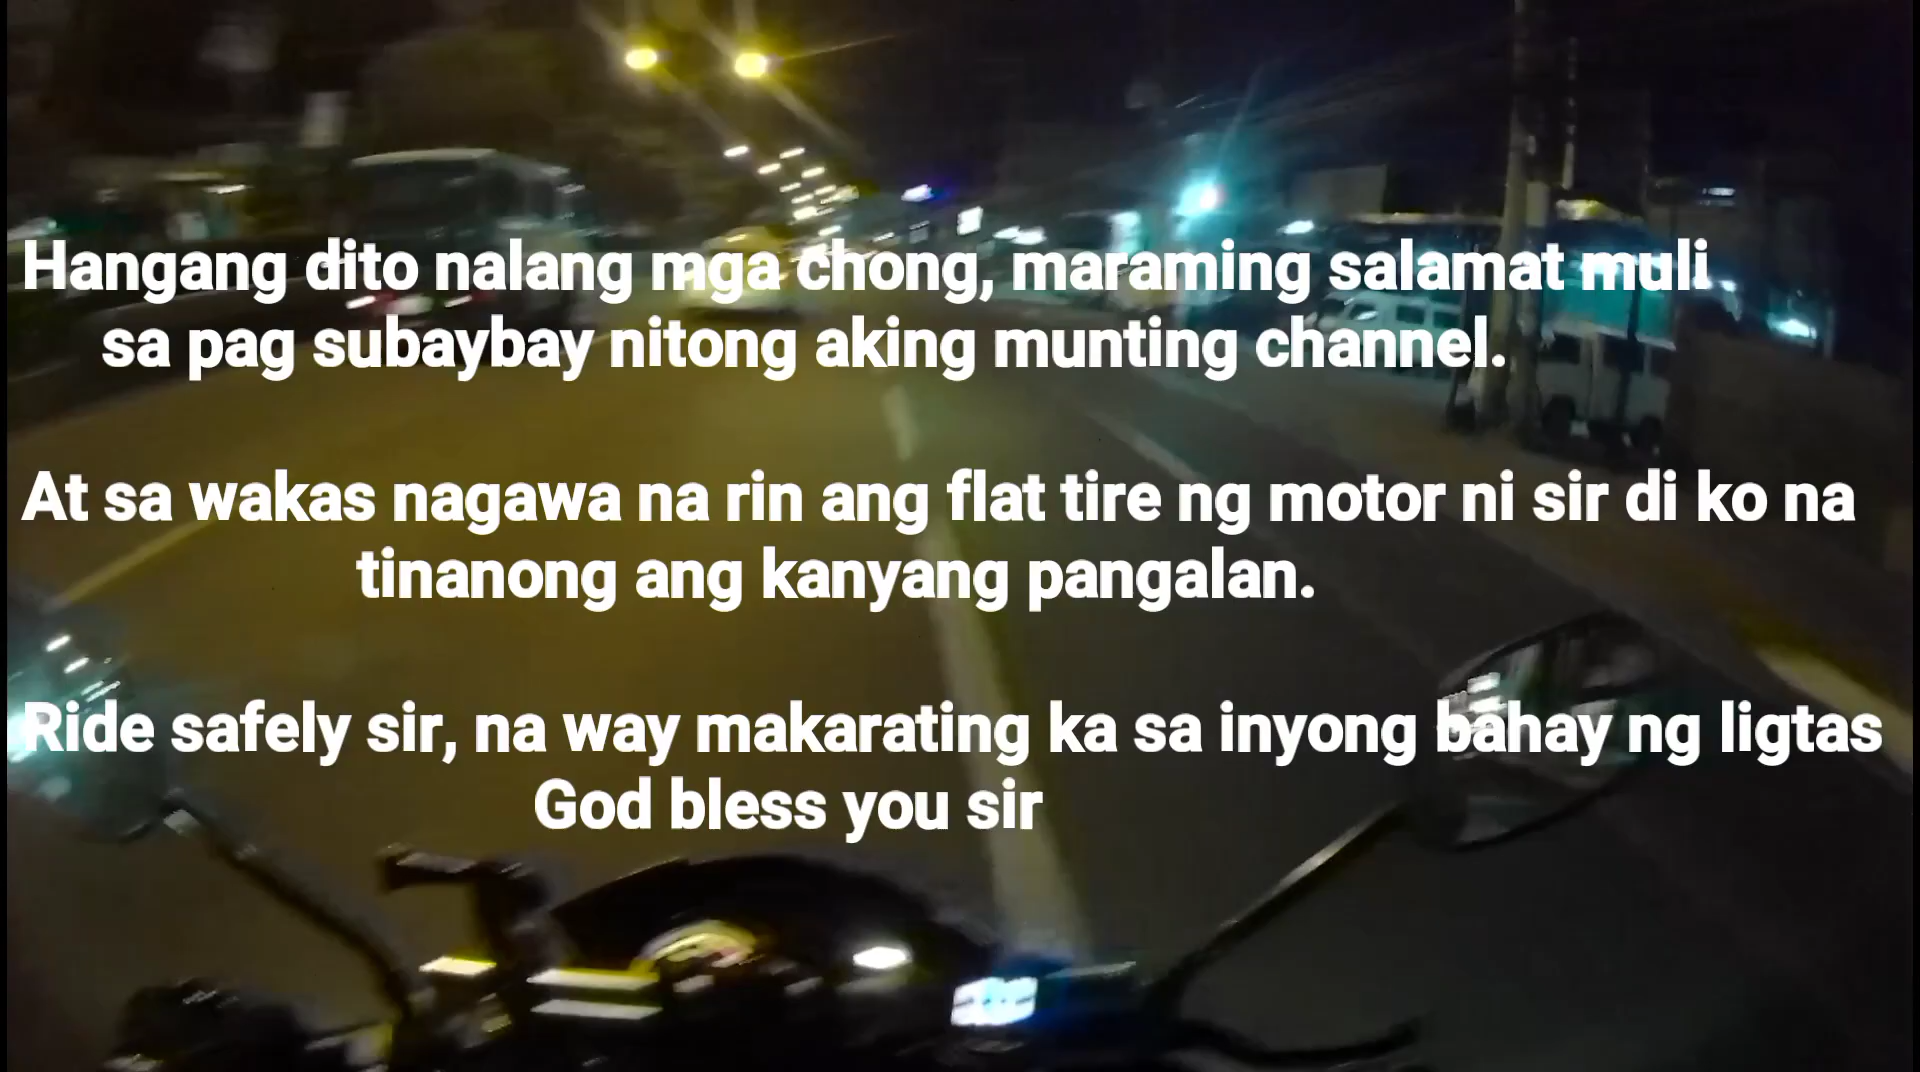 Hangang dito nalang mga chong, maraming salamat muli
sa pag subaybay nitong aking munting channel.
At sa wakas nagawa na rin ang flat tire ng motor ni sir di ko na
tinanong ang kanyang pangalan.
Ride safely sir, na way makarating ka sa inyong bahay ng ligtas
God bless you sir